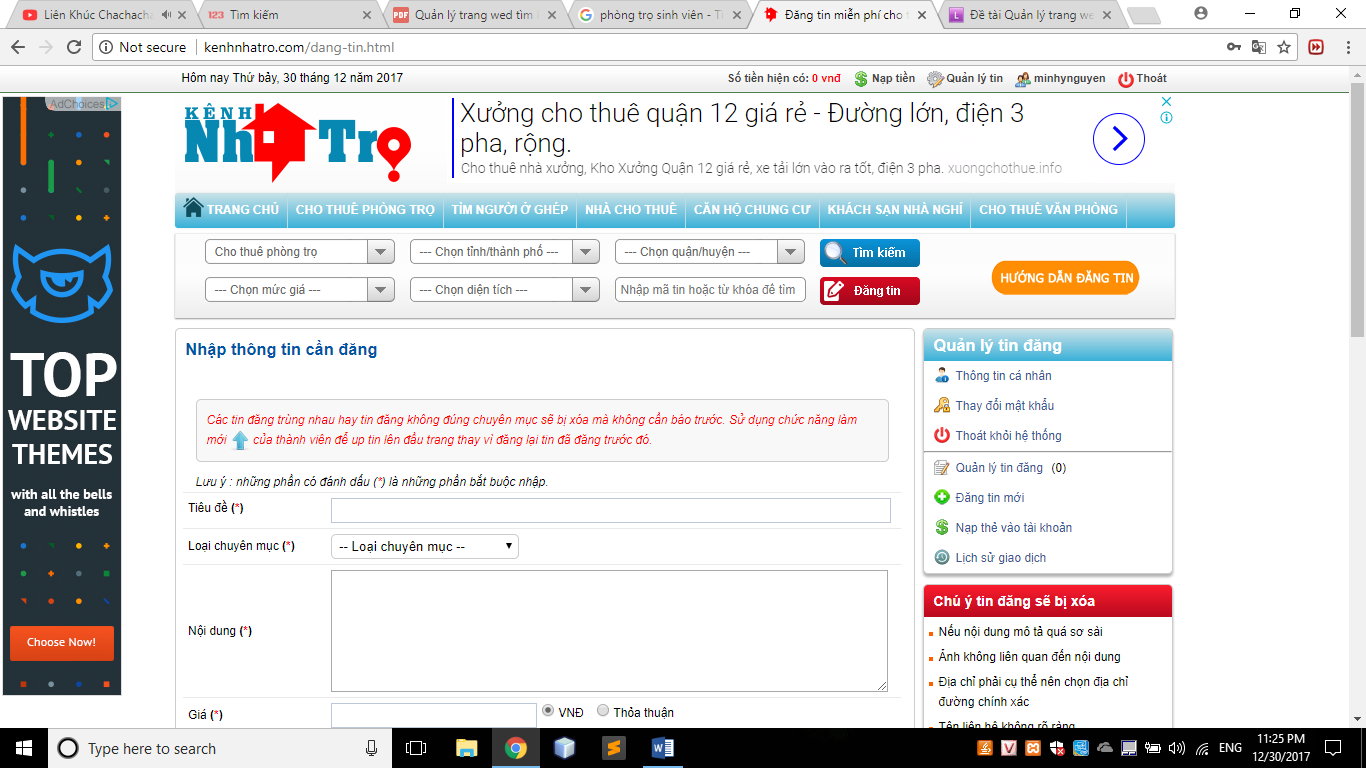 Liên Khúc Chachacha
Tìm kiếm
Quản lý trang wed tìm
phòng trọ sinh viên - Tì
Đăng tin miễn phí cho t
Đề tài Quản lý trang we
Not secure
kenhnhatro.com/dang-tin.html
Hôm nay Thứ bảy, 30 tháng 12 năm 2017
Số tiền hiện có: 0 vnđ
Nạp tiền
Quản lý tin
minhynguyen
Thoát
AdChoices
TOP
WEBSITE
THEMES
with all the bells
and whistles
Choose Now!
KÊNH
Nhà Trọ
Xưởng cho thuê quận 12 giá rẻ - Đường lớn, điện 3
pha, rộng.
Cho thuê nhà xưởng, Kho Xưởng Quận 12 giá rẻ, xe tải lớn vào ra tốt, điện 3 pha. xuongchothue.info
TRANG CHỦ
CHO THUÊ PHÒNG TRỌ
TÌM NGƯỜI Ở GHÉP
NHÀ CHO THUÊ
CĂN HỘ CHUNG CƯ
KHÁCH SẠN NHÀ NGHỈ
CHO THUÊ VĂN PHÒNG
Cho thuê phòng trọ
--- Chọn tỉnh/thành phố ---
--- Chọn quận/huyện ---
Tìm kiếm
--- Chọn mức giá ---
--- Chọn diện tích ---
Nhập mã tin hoặc từ khóa để tìm
Đăng tin
HƯỚNG DẪN ĐĂNG TIN
Nhập thông tin cần đăng
Các tin đăng trùng nhau hay tin đăng không đúng chuyên mục sẽ bị xóa mà không cần báo trước. Sử dụng chức năng làm
mới của thành viên để up tin lên đầu trang thay vì đăng lại tin đã đăng trước đó.
Lưu ý : những phần có đánh dấu (*) là những phần bắt buộc nhập.
Tiêu đề (*)
Loại chuyên mục (*)
-- Loại chuyên mục --
Nội dung (*)
Giá (*)
VNĐ
Thỏa thuận
Quản lý tin đăng
Thông tin cá nhân
Thay đổi mật khẩu
Thoát khỏi hệ thống
Quản lý tin đăng (0)
Đăng tin mới
Nạp thẻ vào tài khoản
Lịch sử giao dịch
Chú ý tin đăng sẽ bị xóa
Nếu nội dung mô tả quá sơ sài
Ảnh không liên quan đến nội dung
Địa chỉ phải cụ thể nên chọn địa chỉ
đường chính xác
Tên liên hệ không rõ ràng
Type here to search
ENG
11:25 PM
12/30/2017